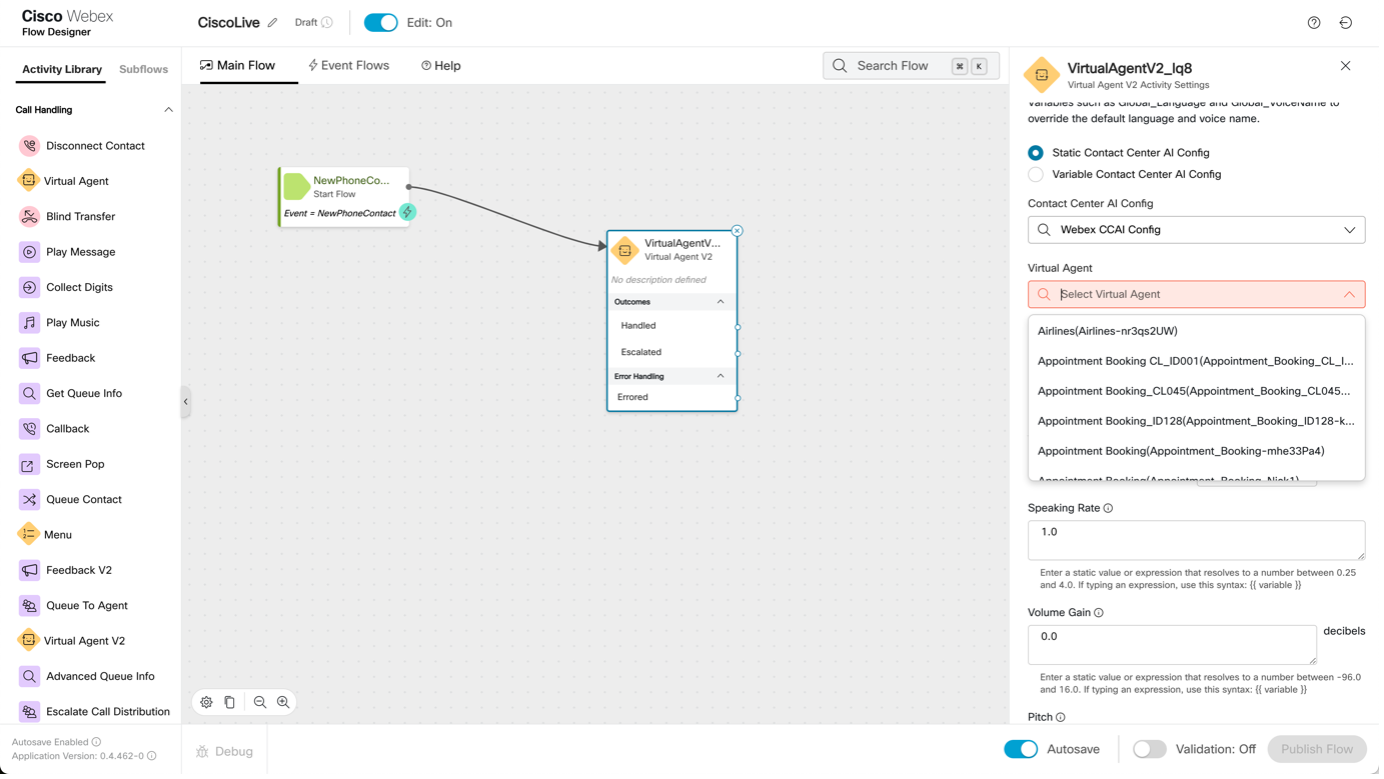 Cisco Webex
Flow Designer
CiscoLive
Draft
Edit: On
Activity Library
Subflows
Call Handling
Disconnect Contact
Virtual Agent
Blind Transfer
Play Message
Collect Digits
Play Music
Feedback
Get Queue Info
Callback
Screen Pop
Queue Contact
Menu
Feedback V2
Queue To Agent
Virtual Agent V2
Advanced Queue Info
Escalate Call Distribution
Autosave Enabled
Application Version: 0.4.462-0
Main Flow
Event Flows
Help
Search Flow
⌘ K
NewPhoneCo...
Start Flow
Event = NewPhoneContact
VirtualAgentV...
Virtual Agent V2
No description defined
Outcomes
Handled
Escalated
Error Handling
Errored
Debug
VirtualAgentV2_lq8
Virtual Agent V2 Activity Settings
Variables such as Global_Language and Global_VoiceName to
override the default language and voice name.
Static Contact Center AI Config
Variable Contact Center AI Config
Contact Center AI Config
Webex CCAI Config
Virtual Agent
Select Virtual Agent
Airlines(Airlines-nr3qs2UW)
Appointment Booking CL_ID001(Appointment_Booking_CL_I...
Appointment Booking_CL045(Appointment_Booking_CL045...
Appointment Booking_ID128(Appointment_Booking_ID128-k...
Appointment Booking(Appointment_Booking-mhe33Pa4)
Appointment Booking(Appointment_Booking_Nick1)
Speaking Rate
1.0
Enter a static value or expression that resolves to a number between 0.25
and 4.0. If typing an expression, use this syntax: {{ variable }}
Volume Gain
0.0
decibels
Enter a static value or expression that resolves to a number between -96.0
and 16.0. If typing an expression, use this syntax: {{ variable }}
Pitch
Autosave
Validation: Off
Publish Flow